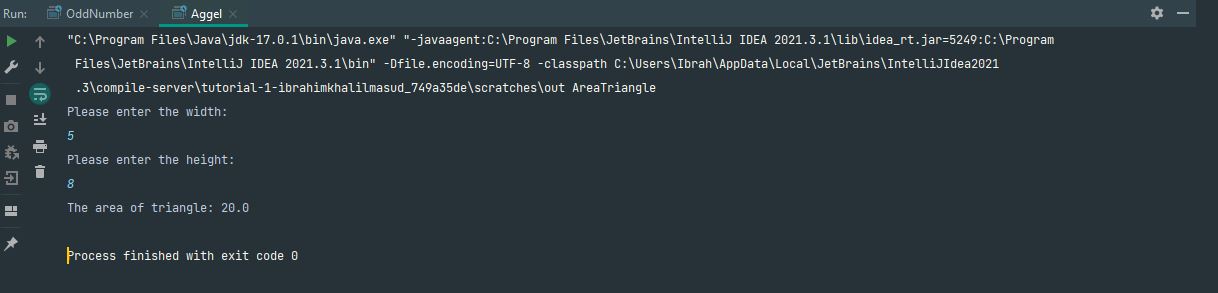 Run: OddNumber Aggel
"C:\Program Files\Java\jdk-17.0.1\bin\java.exe" "-javaagent:C:\Program Files\JetBrains\IntelliJ IDEA 2021.3.1\lib\idea_rt.jar=5249:C:\Program
Files\JetBrains\IntelliJ IDEA 2021.3.1\bin" -Dfile.encoding=UTF-8 -classpath C:\Users\Ibrah\AppData\Local\JetBrains\IntelliJIdea2021
.3\compile-server\tutorial-1-ibrahimkhalilmasud_749a35de\scratches\out AreaTriangle
Please enter the width:
5
Please enter the height:
8
The area of triangle: 20.0
Process finished with exit code 0